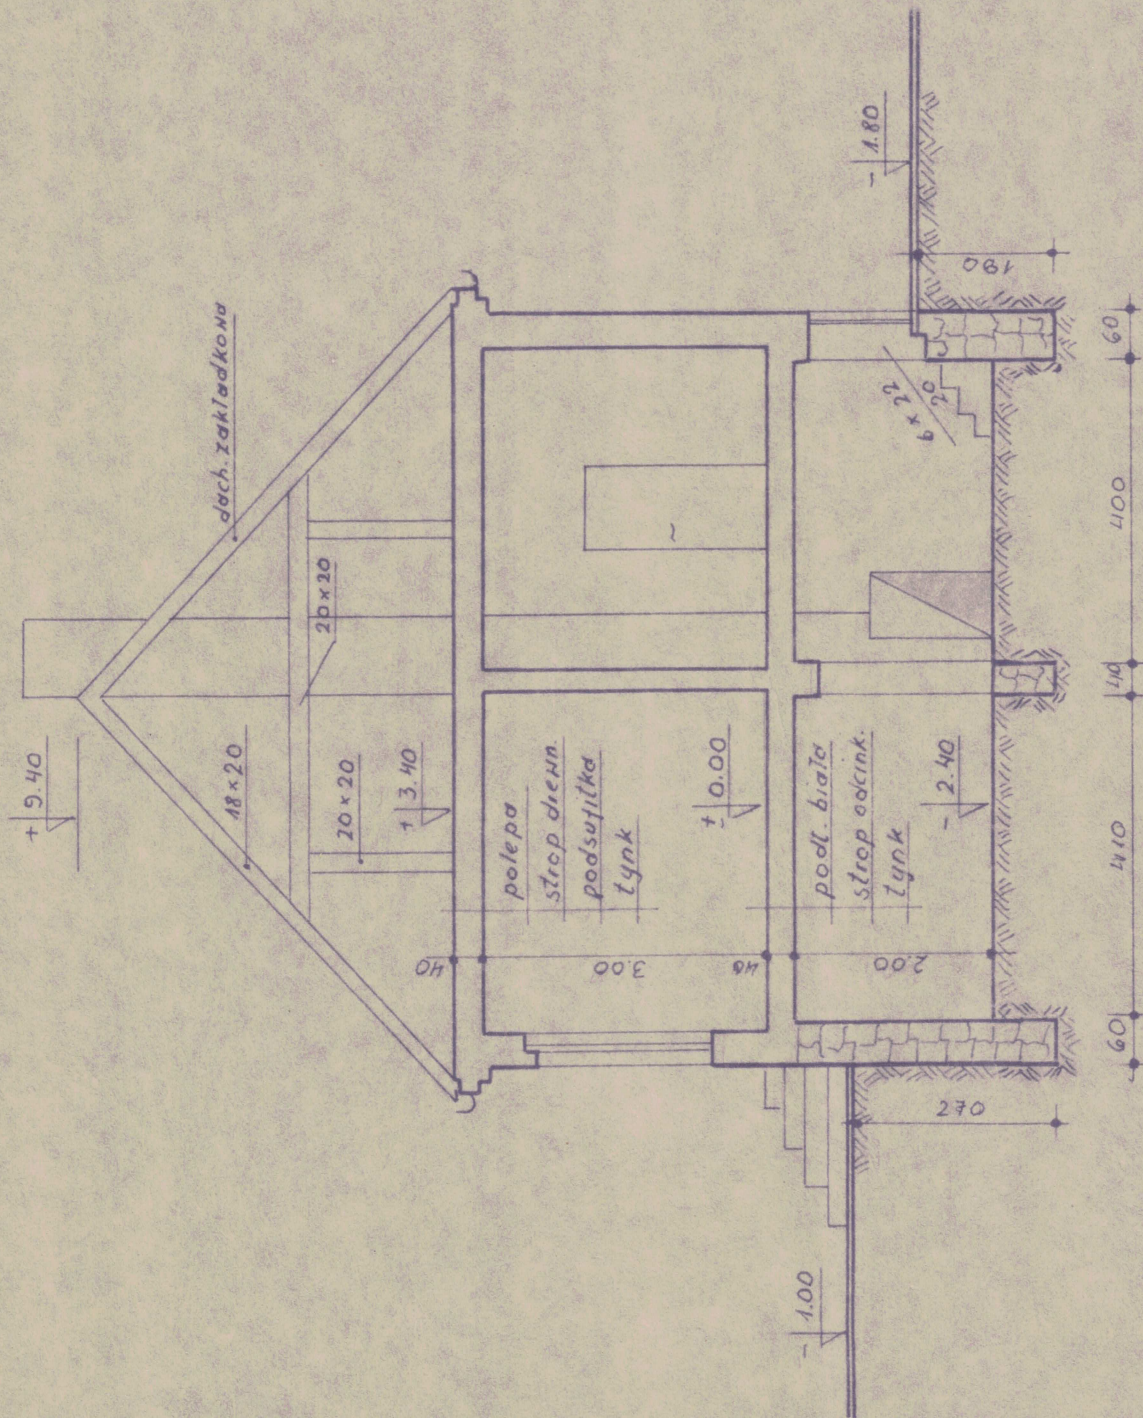 +9.40
dach. zakładkowa
18×20
20×20
20×20
+3.40
polepa
strop drewn.
podsufitka
tynk
40
3.00
±0.00
40
podł. biała
strop odcink.
tynk
2.00
-2.40
6×22/20
-1.80
190
-1.00
270
60
410
40
400
60